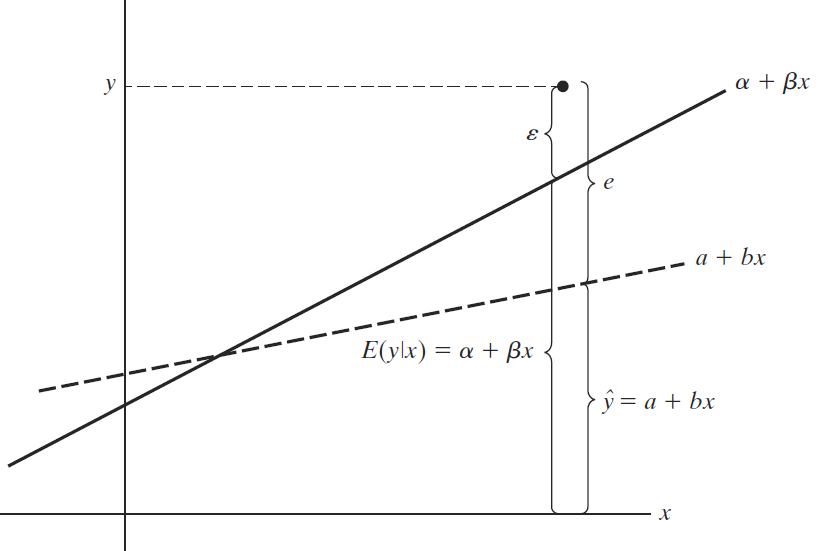 α + βx
y
ε
e
a + bx
E(y|x) = α + βx
ŷ = a + bx
x